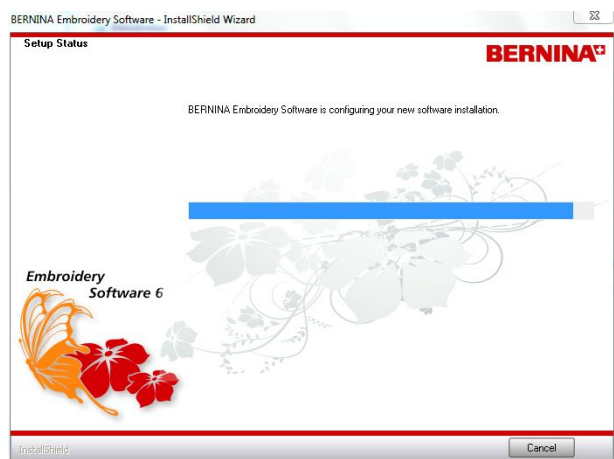 BERNINA Embroidery Software - InstallShield Wizard
Setup Status
BERNINA
BERNINA Embroidery Software is configuring your new software installation.
Embroidery
Software 6
InstallShield
Cancel